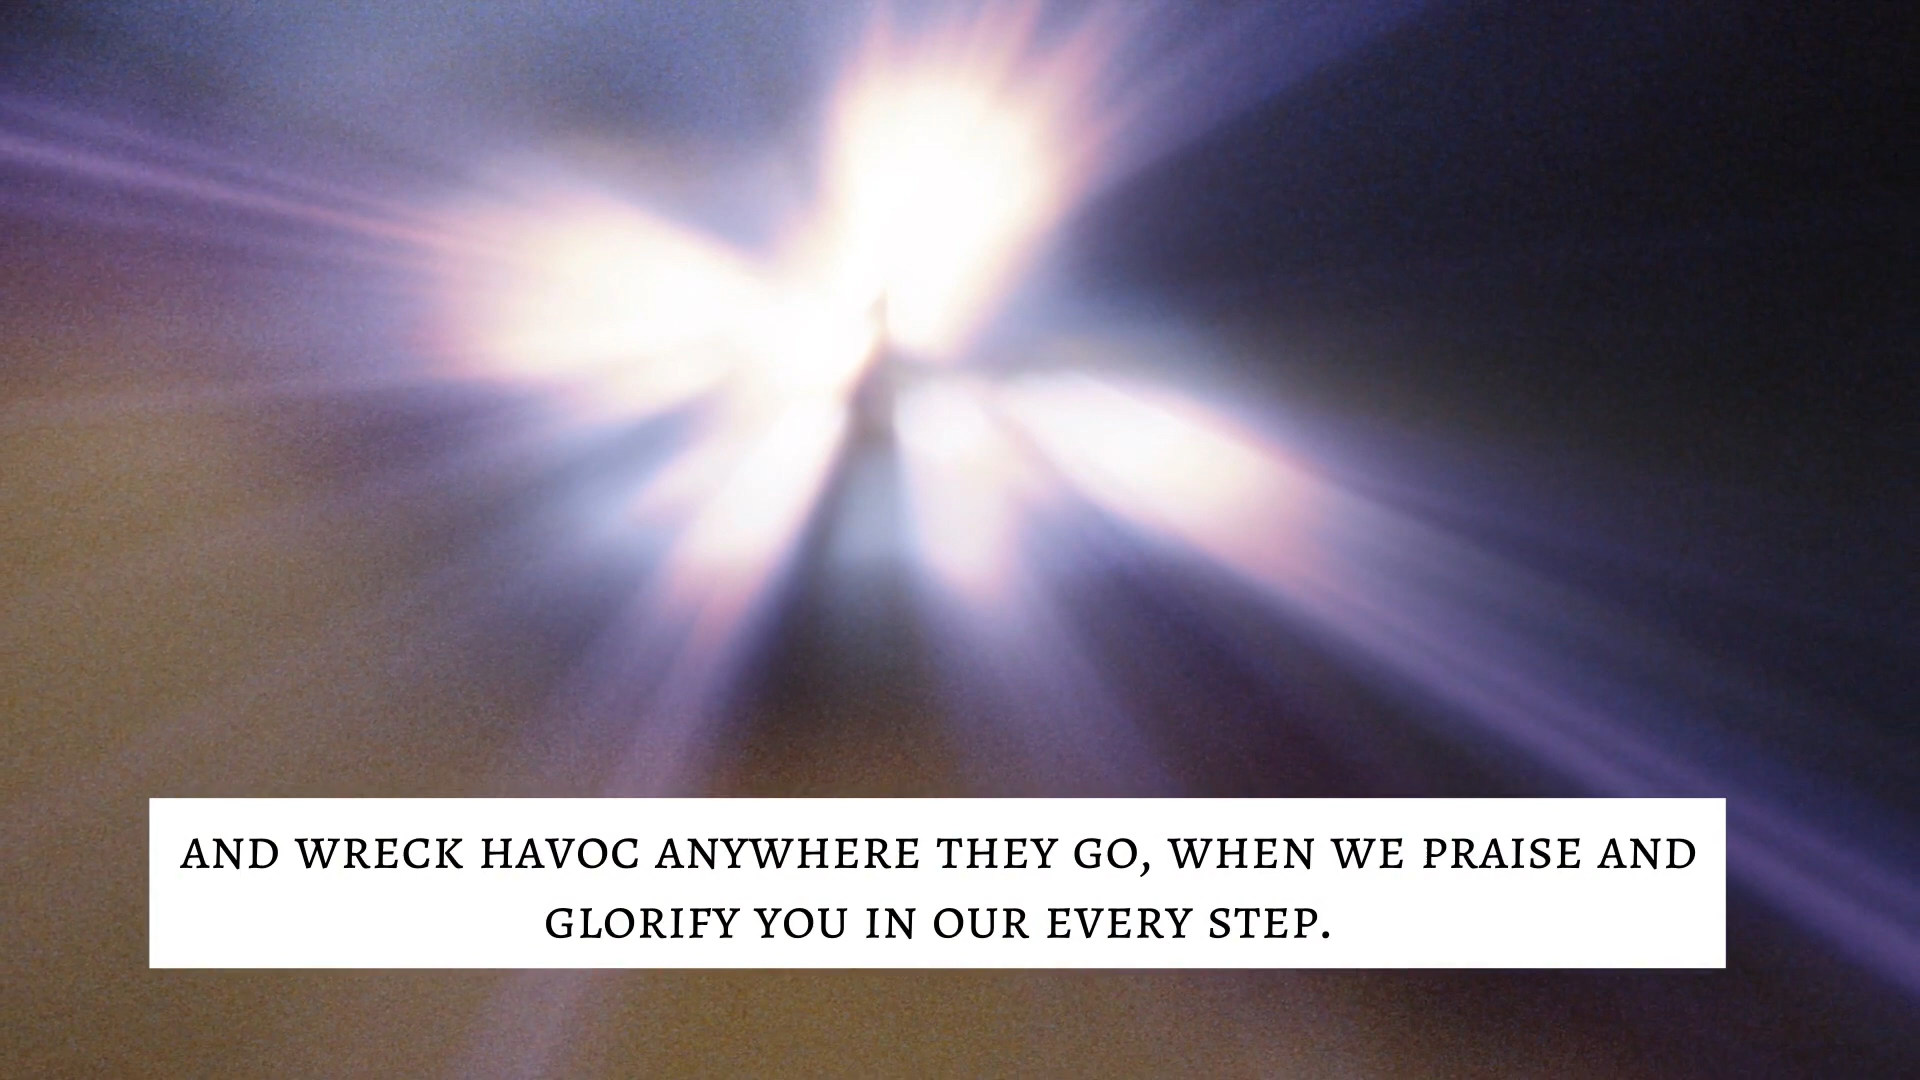 AND WRECK HAVOC ANYWHERE THEY GO, WHEN WE PRAISE AND
GLORIFY YOU IN OUR EVERY STEP.